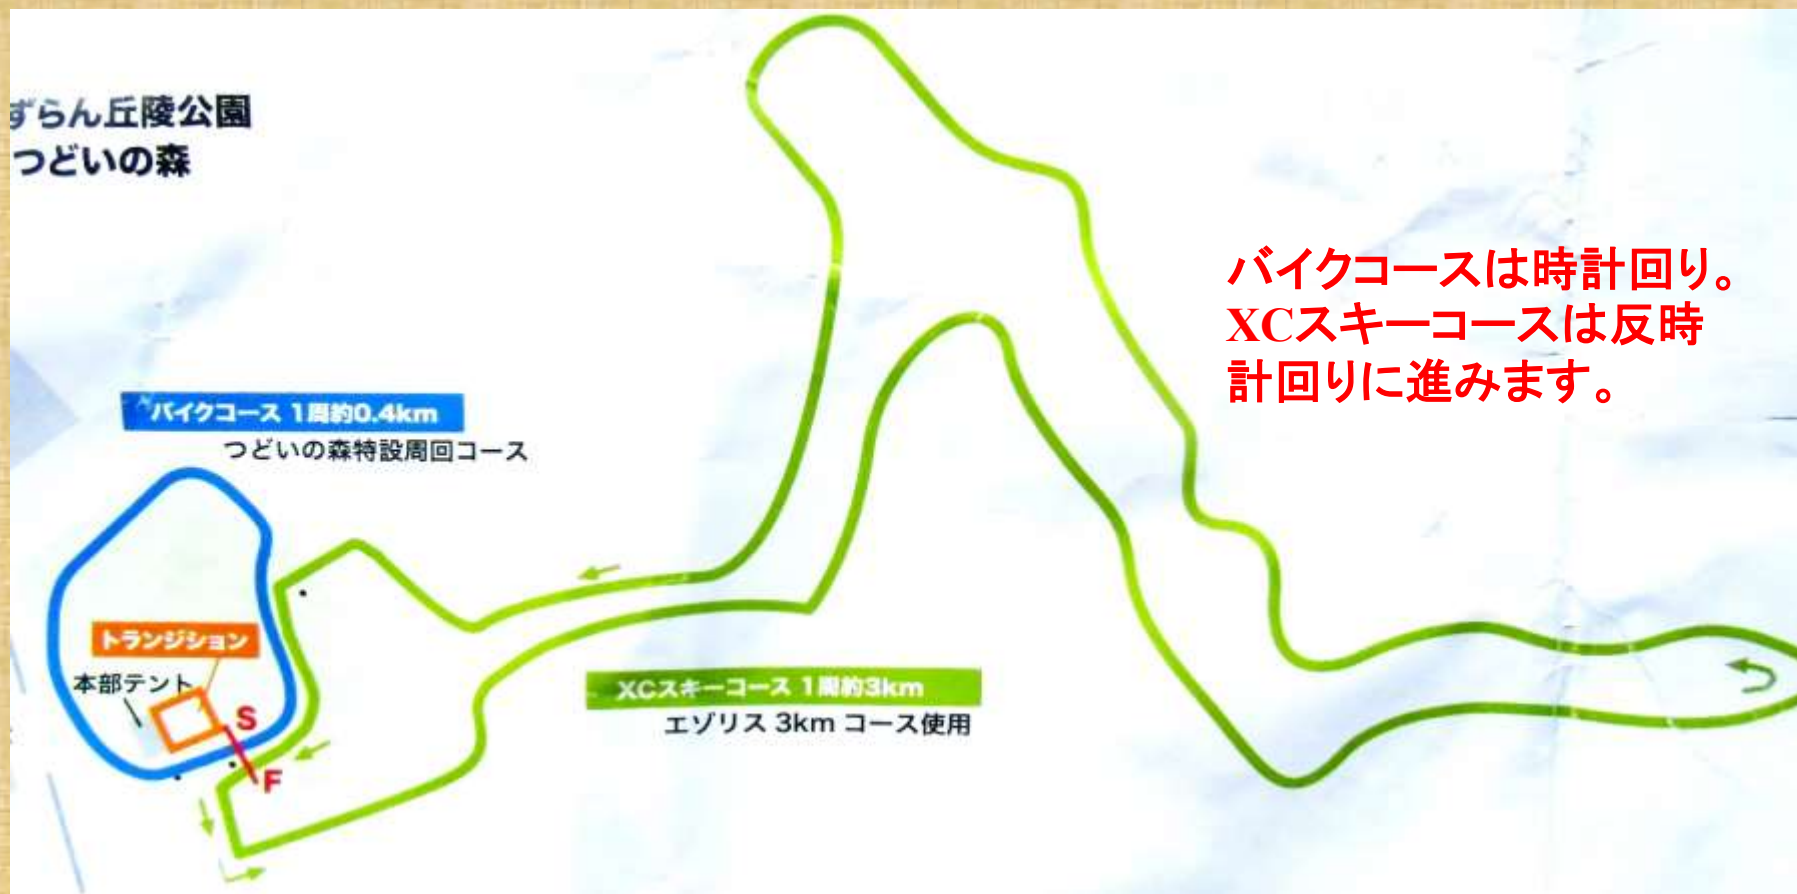 ずらん丘陵公園
つどいの森
バイクコースは時計回り。
XCスキーコースは反時
計回りに進みます。
バイクコース 1周約0.4km
つどいの森特設周回コース
トランジション
本部テント
S
F
XCスキーコース 1周約3km
エゾリス 3km コース使用